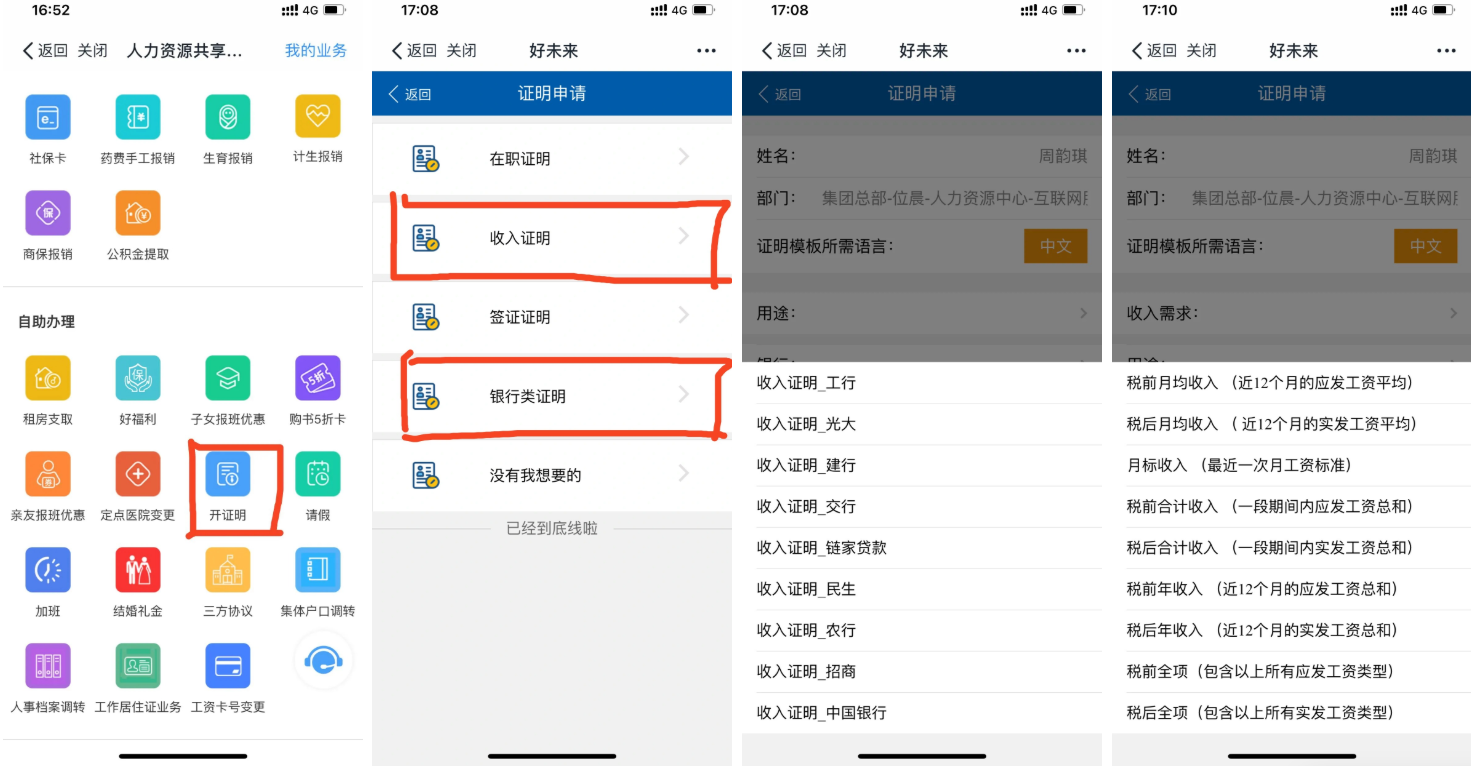 16:52
4G
返回 关闭 人力资源共享... 我的业务
e.
社保卡 药费手工报销 生育报销 计生报销
保
商保报销 公积金提取
自助办理
保
5折
租房支取 好福利 子女报班优惠 购书5折卡
亲友报班优惠 定点医院变更 开证明 请假
加班 结婚礼金 三方协议 集体户口调转
人事档案调转 工作居住证业务 工资卡号变更
17:08
4G
返回 关闭 好未来
返回 证明申请
在职证明
收入证明
签证证明
银行类证明
没有我想要的
已经到底线啦
17:08
4G
返回 关闭 好未来
返回 证明申请
姓名: 周韵琪
部门: 集团总部-位晨-人力资源中心-互联网
证明模板所需语言: 中文
用途:
收入证明_工行
收入证明_光大
收入证明_建行
收入证明_交行
收入证明_链家贷款
收入证明_民生
收入证明_农行
收入证明_招商
收入证明_中国银行
17:10
4G
返回 关闭 好未来
返回 证明申请
姓名: 周韵琪
部门: 集团总部-位晨-人力资源中心-互联网
证明模板所需语言: 中文
收入需求:
税前月均收入 （近12个月的应发工资平均）
税后月均收入 （ 近12个月的实发工资平均）
月标收入 （最近一次月工资标准）
税前合计收入 （一段期间内应发工资总和）
税后合计收入 （一段期间内实发工资总和）
税前年收入 （近12个月的应发工资总和）
税后年收入 （近12个月的实发工资总和）
税前全项（包含以上所有应发工资类型）
税后全项（包含以上所有实发工资类型）